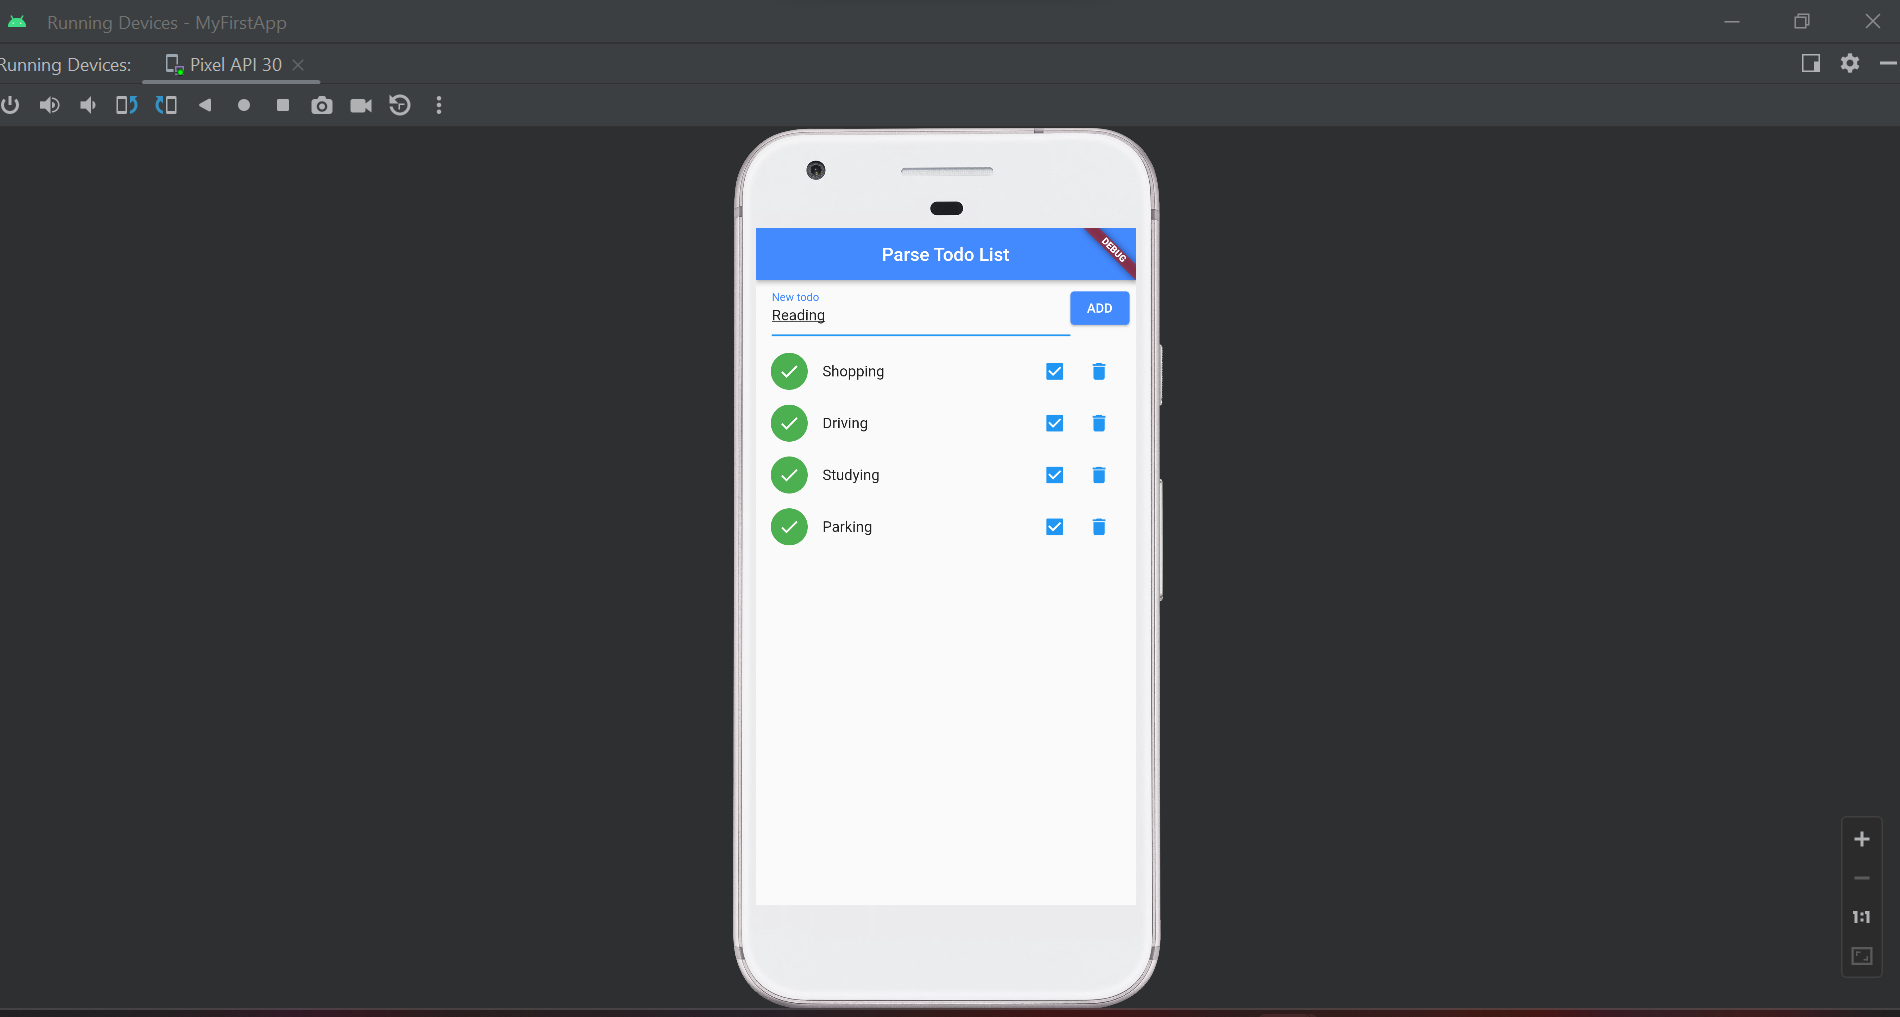 Running Devices - MyFirstApp
Running Devices:
Pixel API 30
Parse Todo List
DEBUG
New todo
Reading
ADD
Shopping
Driving
Studying
Parking
1:1